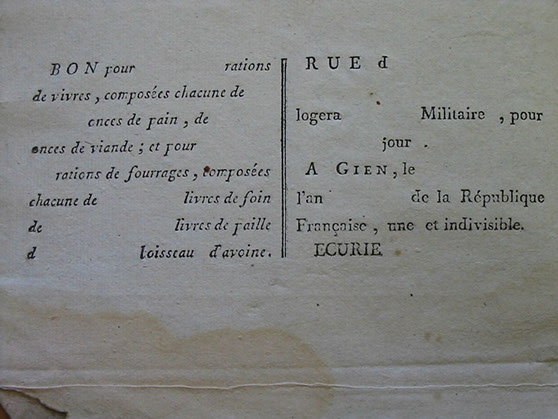 BON pour rations
de vivres, composées chacune de
onces de pain, de
onces de viande; et pour
rations de fourrages, composées
chacune de livres de foin
de livres de paille
d boisseau d'avoine.
RUE d
logera Militaire, pour
jour.
A GIEN, le
l'an de la République
Française, une et indivisible.
ECURIE.